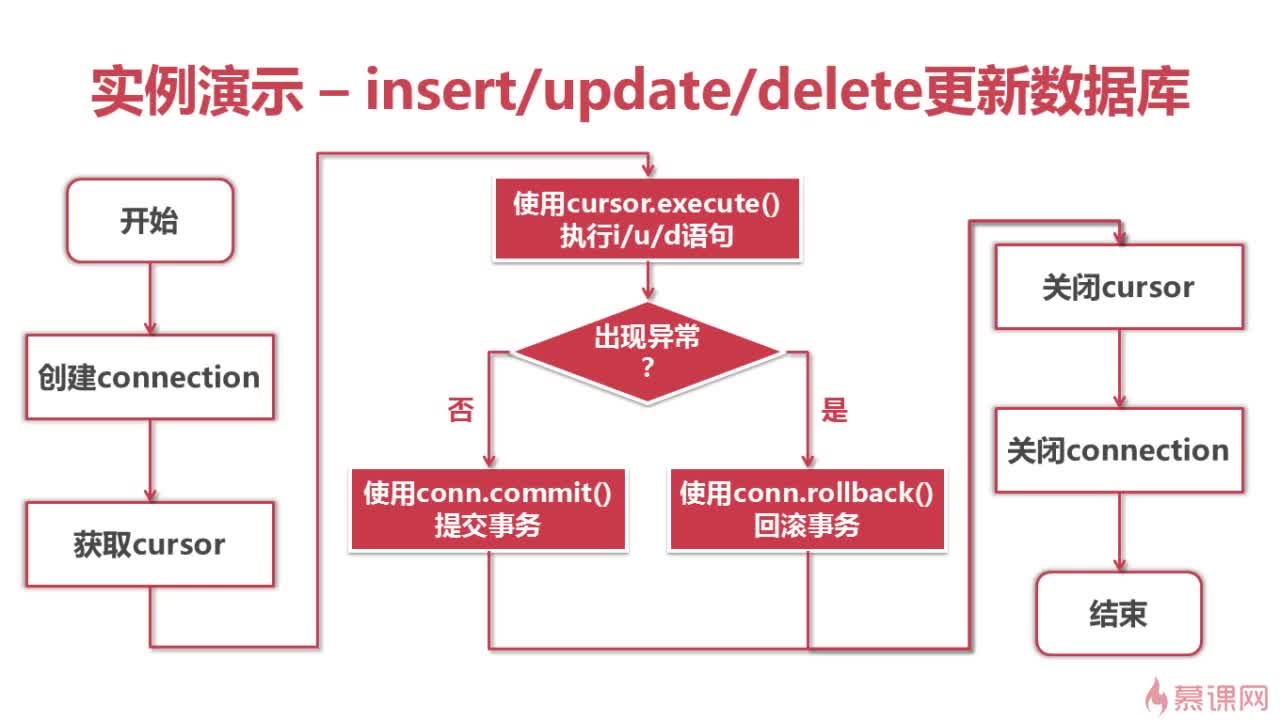 实例演示 – insert/update/delete更新数据库
开始
创建connection
获取cursor
使用cursor.execute()
执行i/u/d语句
出现异常
?
否
是
使用conn.commit()
提交事务
使用conn.rollback()
回滚事务
关闭cursor
关闭connection
结束
慕课网